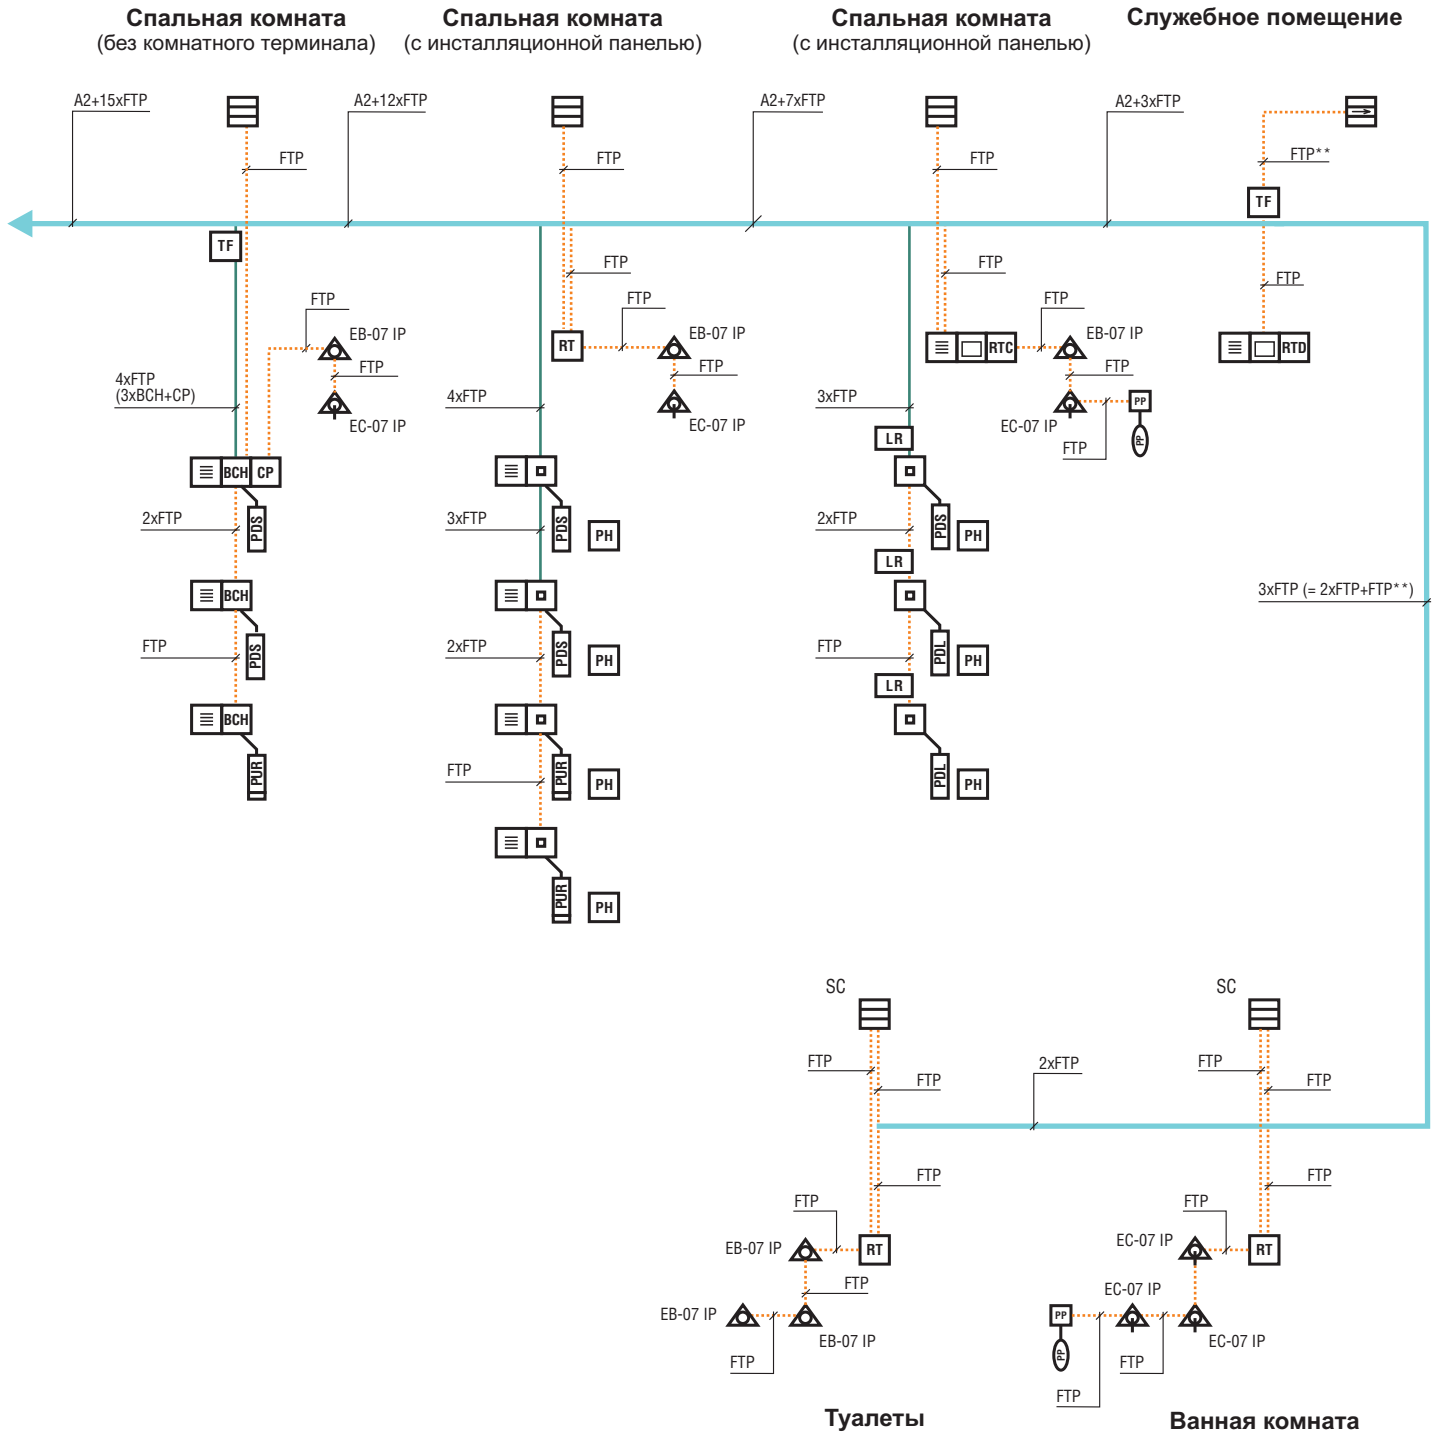 Спальная комната
(без комнатного терминала)
Спальная комната
(с инсталляционной панелью)
Спальная комната
(с инсталляционной панелью)
Служебное помещение
A2+15xFTP
A2+12xFTP
A2+7xFTP
A2+3xFTP
FTP
FTP
FTP
FTP**
TF
TF
FTP
FTP
FTP
FTP
FTP
FTP
EB-07 IP
RT
EB-07 IP
RTC
EB-07 IP
RTD
FTP
FTP
FTP
4xFTP
(3xBCH+CP)
4xFTP
3xFTP
PP
PP
EC-07 IP
EC-07 IP
EC-07 IP
FTP
LR
BCH
CP
2xFTP
PDS
3xFTP
PDS
PH
2xFTP
PDS
PH
LR
BCH
3xFTP (= 2xFTP+FTP**)
FTP
PDS
2xFTP
PDS
PH
FTP
PDL
PH
LR
BCH
PUR
FTP
PUR
PH
PDL
PH
PUR
PH
SC
SC
FTP
FTP
2xFTP
FTP
FTP
FTP
FTP
FTP
FTP
EB-07 IP
RT
EC-07 IP
RT
FTP
EC-07 IP
EB-07 IP
EB-07 IP
PP
PP
EC-07 IP
FTP
FTP
FTP
Туалеты
Ванная комната